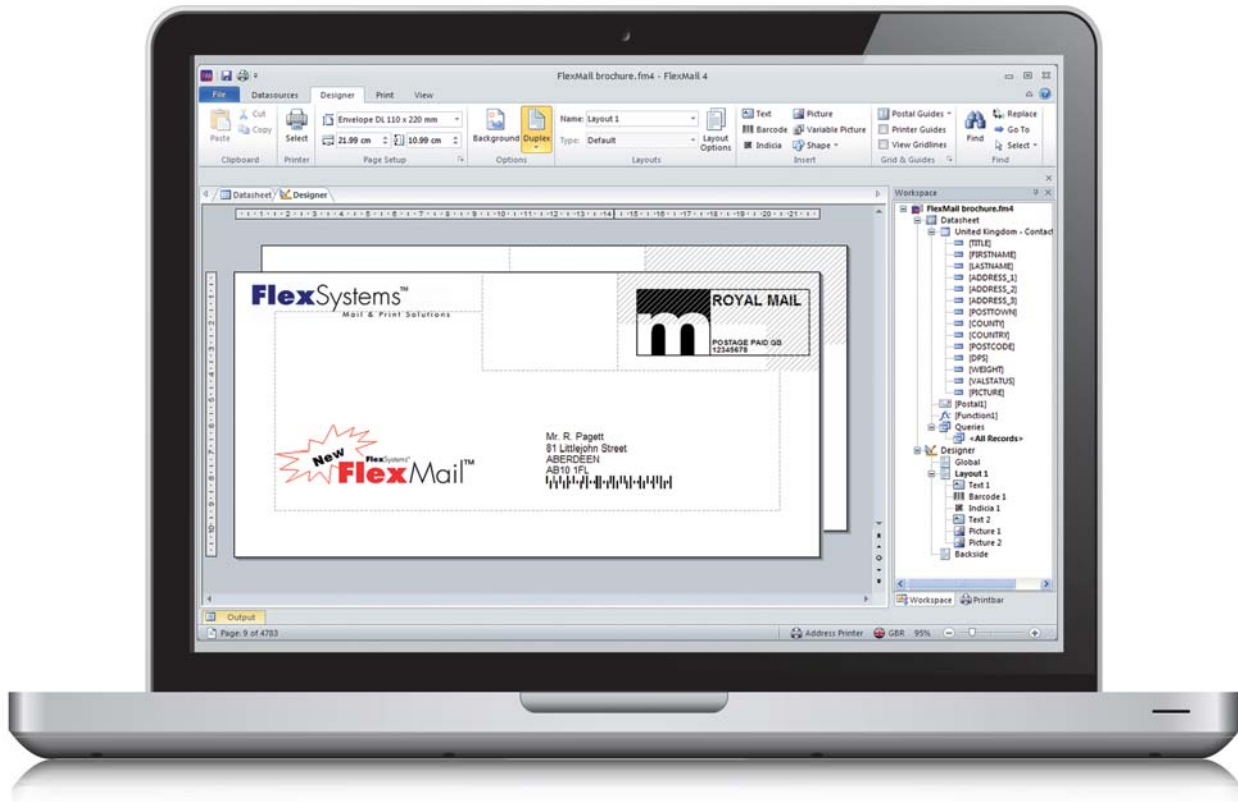 FlexMail brochure.fm4 - FlexMail 4
File Datasources Designer Print View
Paste
Cut
Copy
Clipboard
Select
Printer
Envelope DL 110 x 220 mm
21.99 cm 10.99 cm
Page Setup
Background Duplex
Options
Name: Layout 1
Type: Default
Layout Options
Layouts
Text Picture
Barcode Variable Picture
Indicia Shape
Insert
Postal Guides
Printer Guides
View Gridlines
Grid & Guides
Find
Replace
Go To
Select
Find
Datasheet Designer
FlexSystems™
Mail & Print Solutions
ROYAL MAIL
POSTAGE PAID GB
12345678
New
FlexSystems™
FlexMail™
Mr. R. Pagett
81 Littlejohn Street
ABERDEEN
AB10 1FL
Workspace
FlexMail brochure.fm4
Datasheet
United Kingdom - Contact
[TITLE]
[FIRSTNAME]
[LASTNAME]
[ADDRESS_1]
[ADDRESS_2]
[ADDRESS_3]
[POSTTOWN]
[COUNTY]
[COUNTRY]
[POSTCODE]
[DPS]
[WEIGHT]
[VALSTATUS]
[PICTURE]
[Postal1]
[Function1]
Queries
<All Records>
Designer
Global
Layout 1
Text 1
Barcode 1
Indicia 1
Text 2
Picture 1
Picture 2
Backside
Workspace Printbar
Output
Page: 9 of 4783
Address Printer GBR 95%